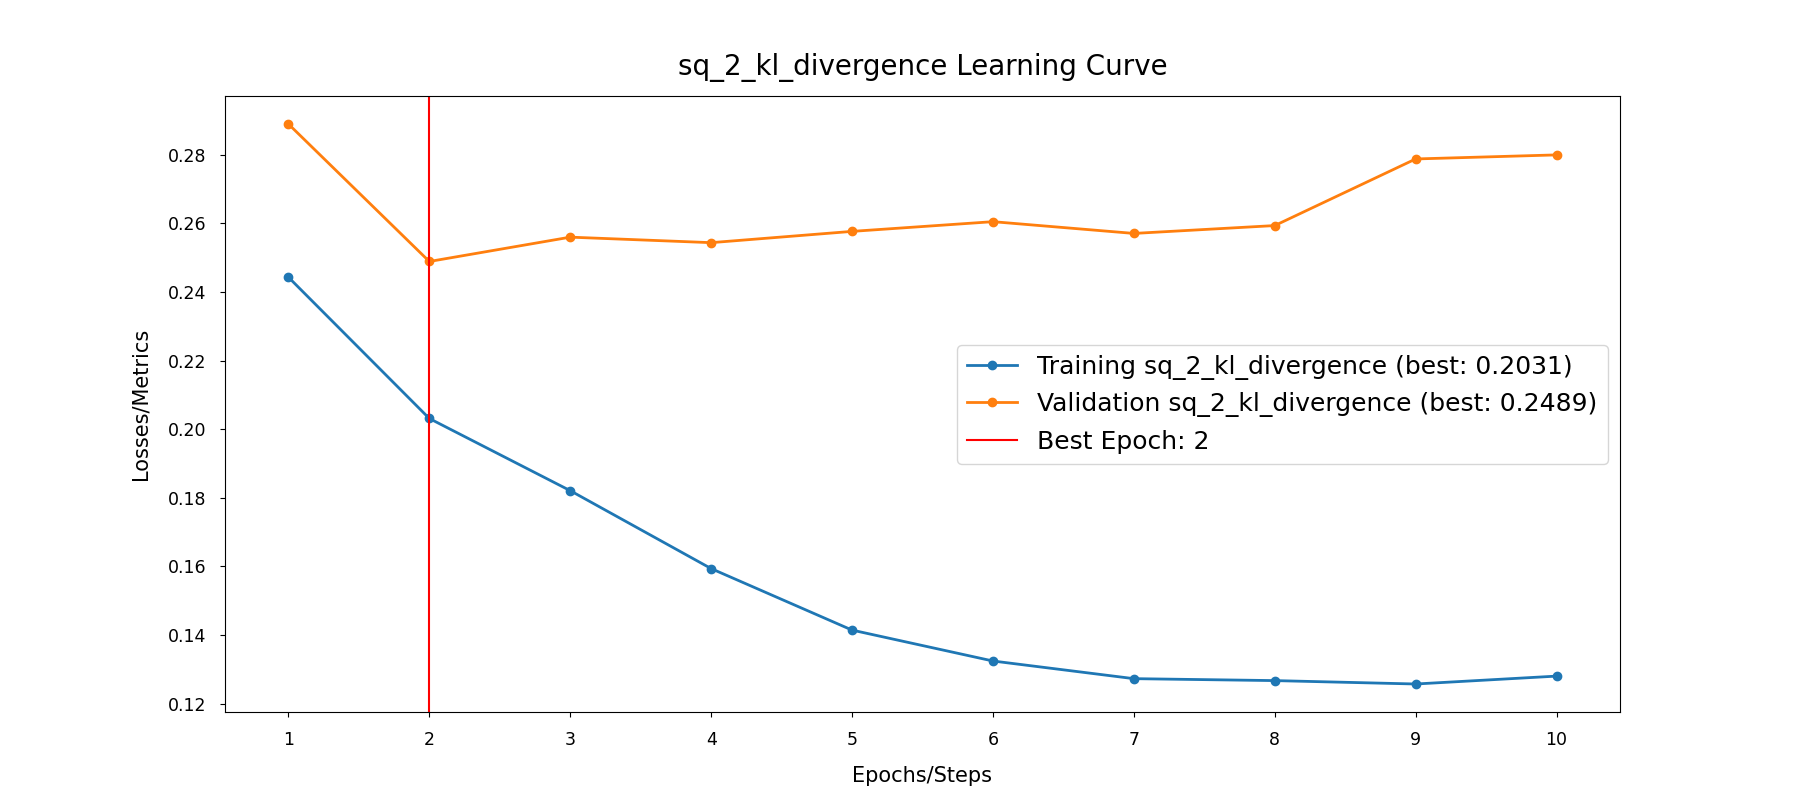 sq_2_kl_divergence Learning Curve
Losses/Metrics
0.28
0.26
0.24
0.22
0.20
0.18
0.16
0.14
0.12
Training sq_2_kl_divergence (best: 0.2031)
Validation sq_2_kl_divergence (best: 0.2489)
Best Epoch: 2
1 2 3 4 5 6 7 8 9 10
Epochs/Steps